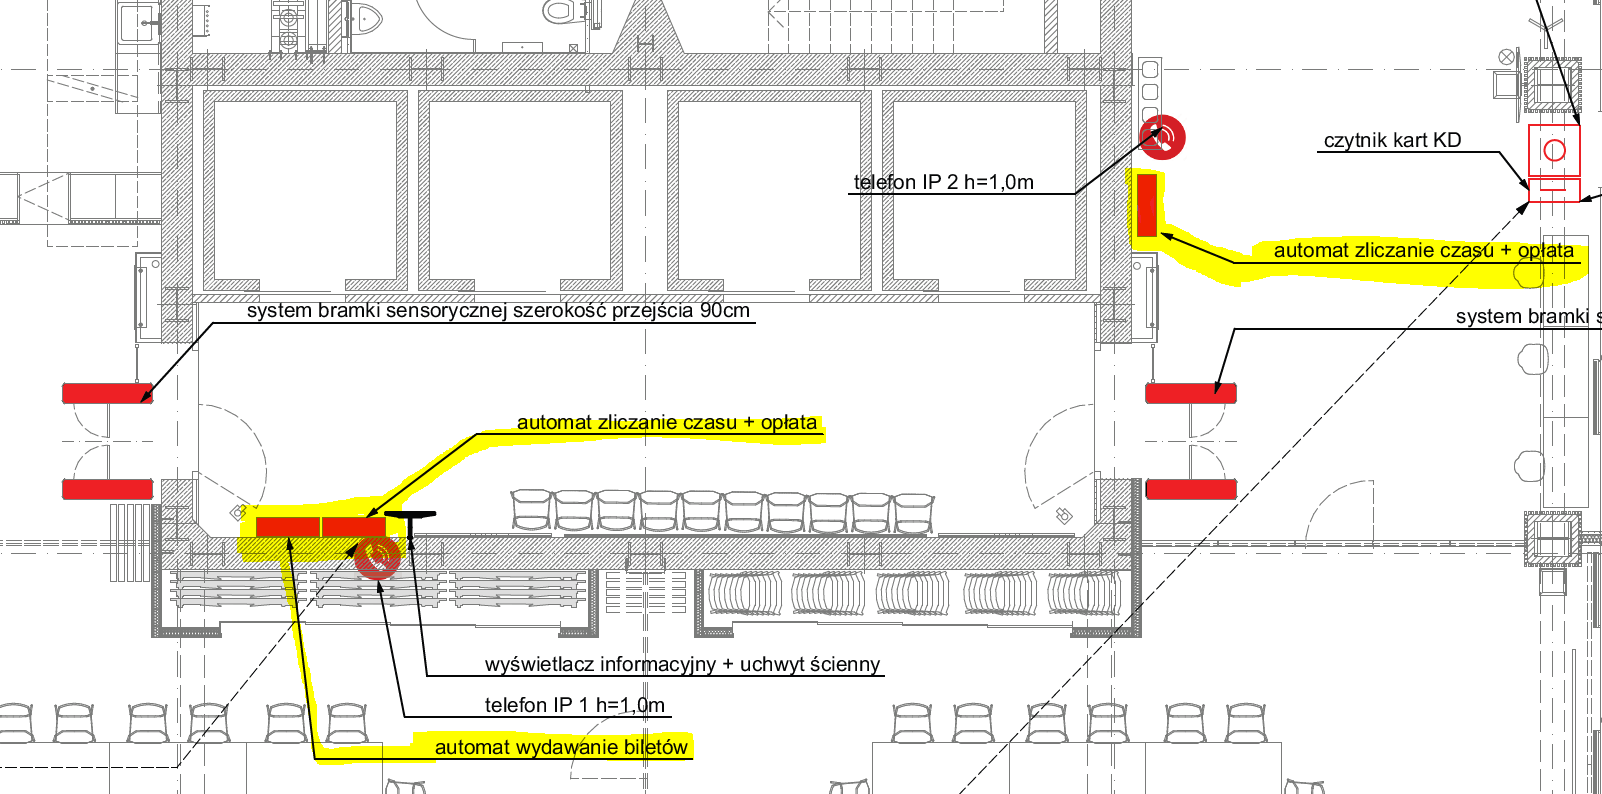 czytnik kart KD
telefon IP 2 h=1,0m
automat zliczanie czasu + opłata
system bramki sensorycznej szerokość przejścia 90cm
system bramki s
automat zliczanie czasu + opłata
wyświetlacz informacyjny + uchwyt ścienny
telefon IP 1 h=1,0m
automat wydawanie biletów